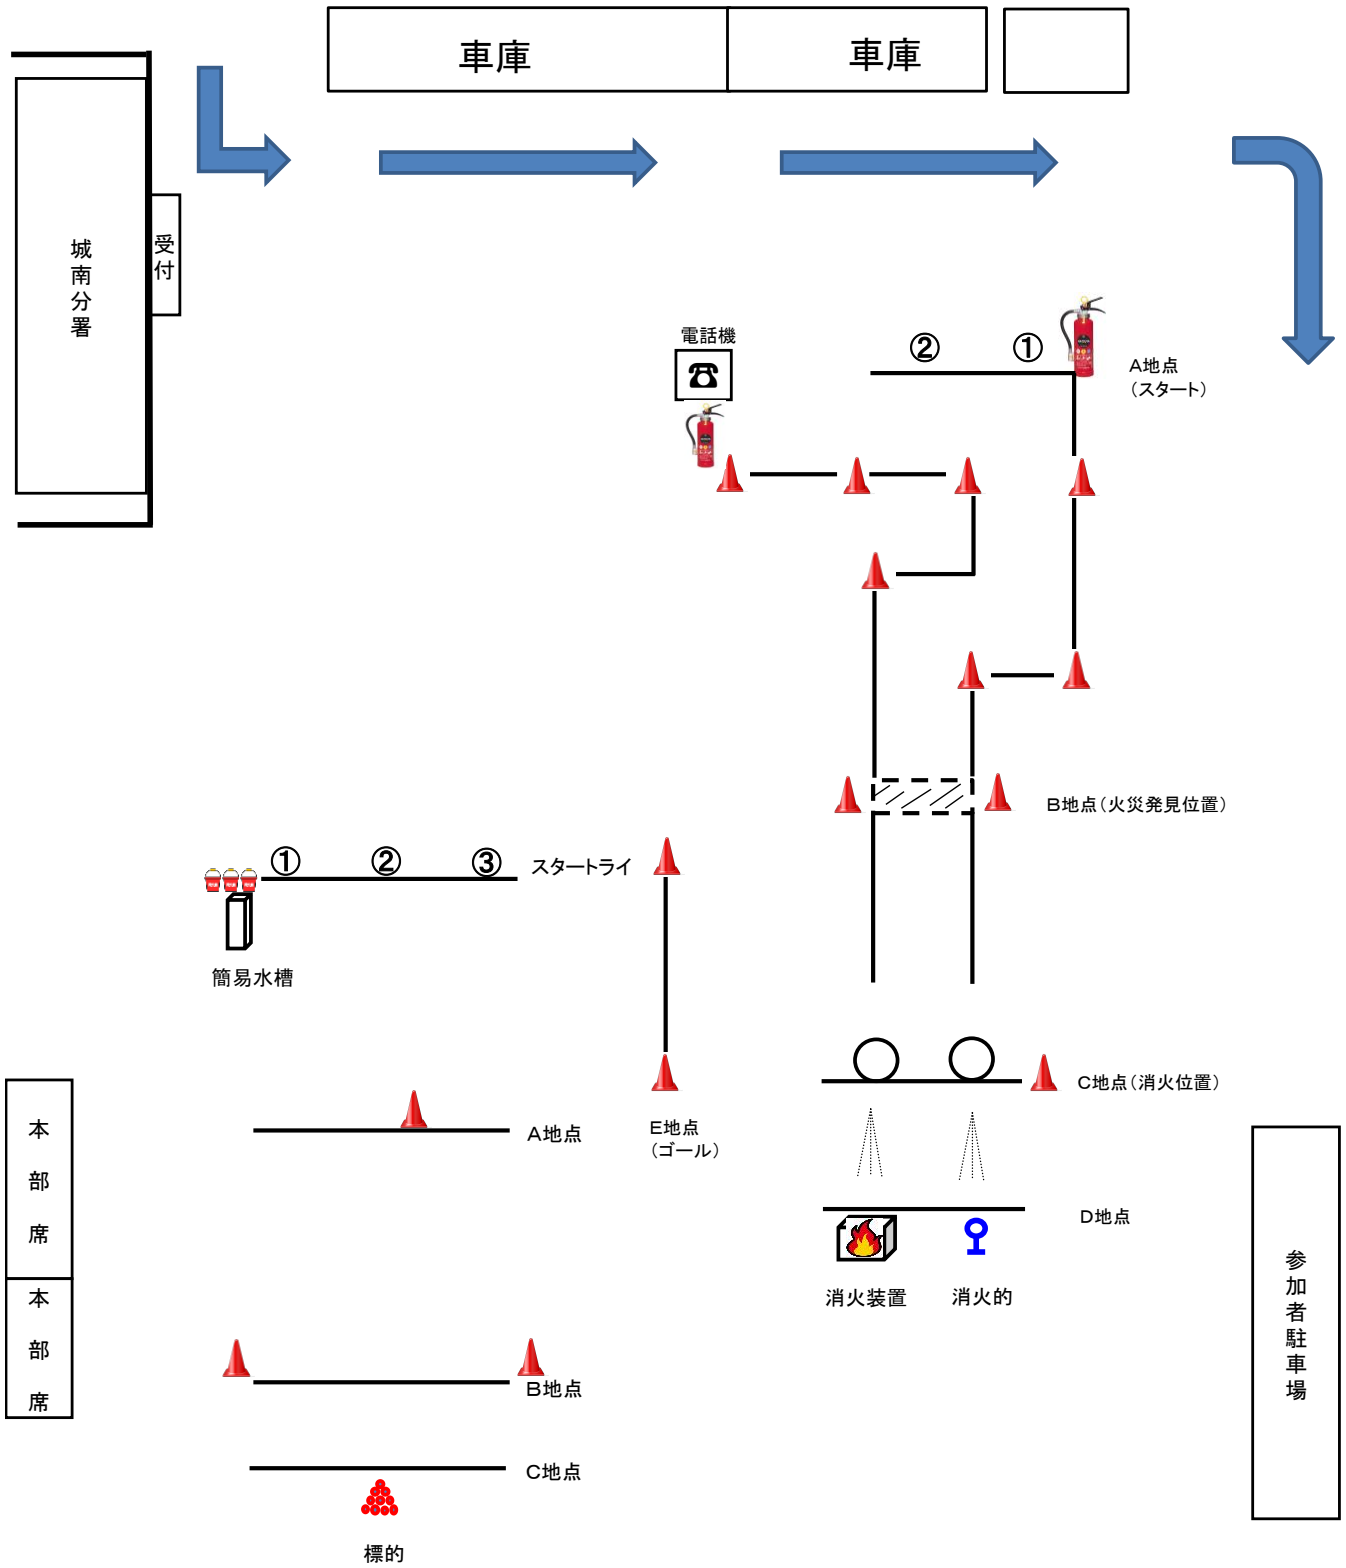 車庫
車庫
城南分署
受付
電話機
②
①
A地点
(スタート)
B地点(火災発見位置)
①
②
③
スタートライ
簡易水槽
C地点(消火位置)
本部席
A地点
E地点
(ゴール)
D地点
消火装置
消火的
参加者駐車場
本部席
B地点
C地点
標的